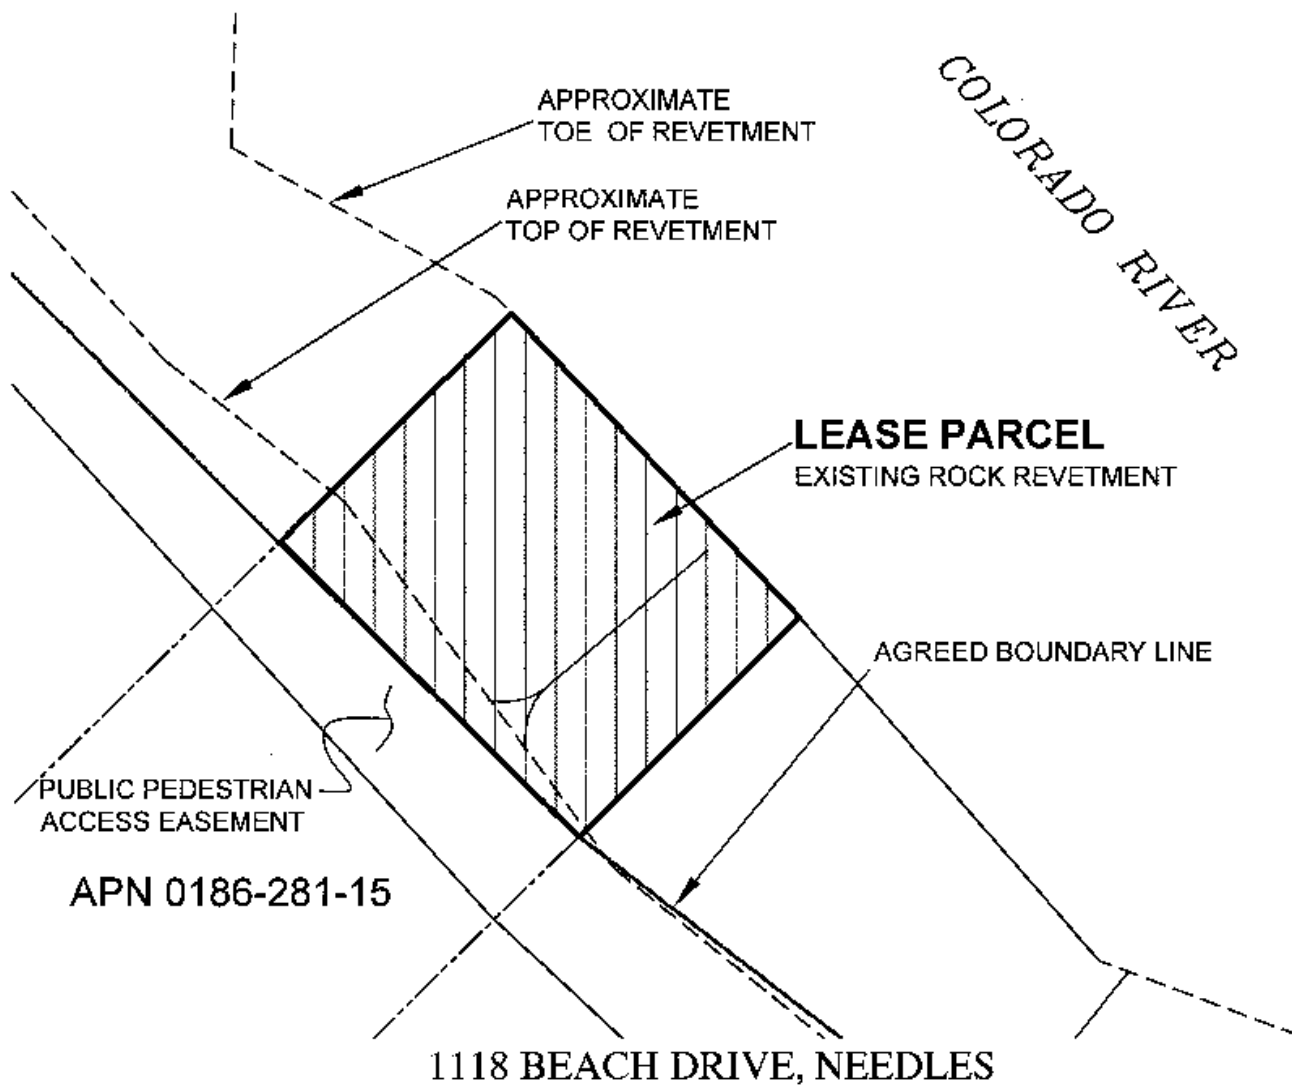 COLORADO RIVER
APPROXIMATE
TOE OF REVETMENT
APPROXIMATE
TOP OF REVETMENT
LEASE PARCEL
EXISTING ROCK REVETMENT
AGREED BOUNDARY LINE
PUBLIC PEDESTRIAN
ACCESS EASEMENT
APN 0186-281-15
1118 BEACH DRIVE, NEEDLES